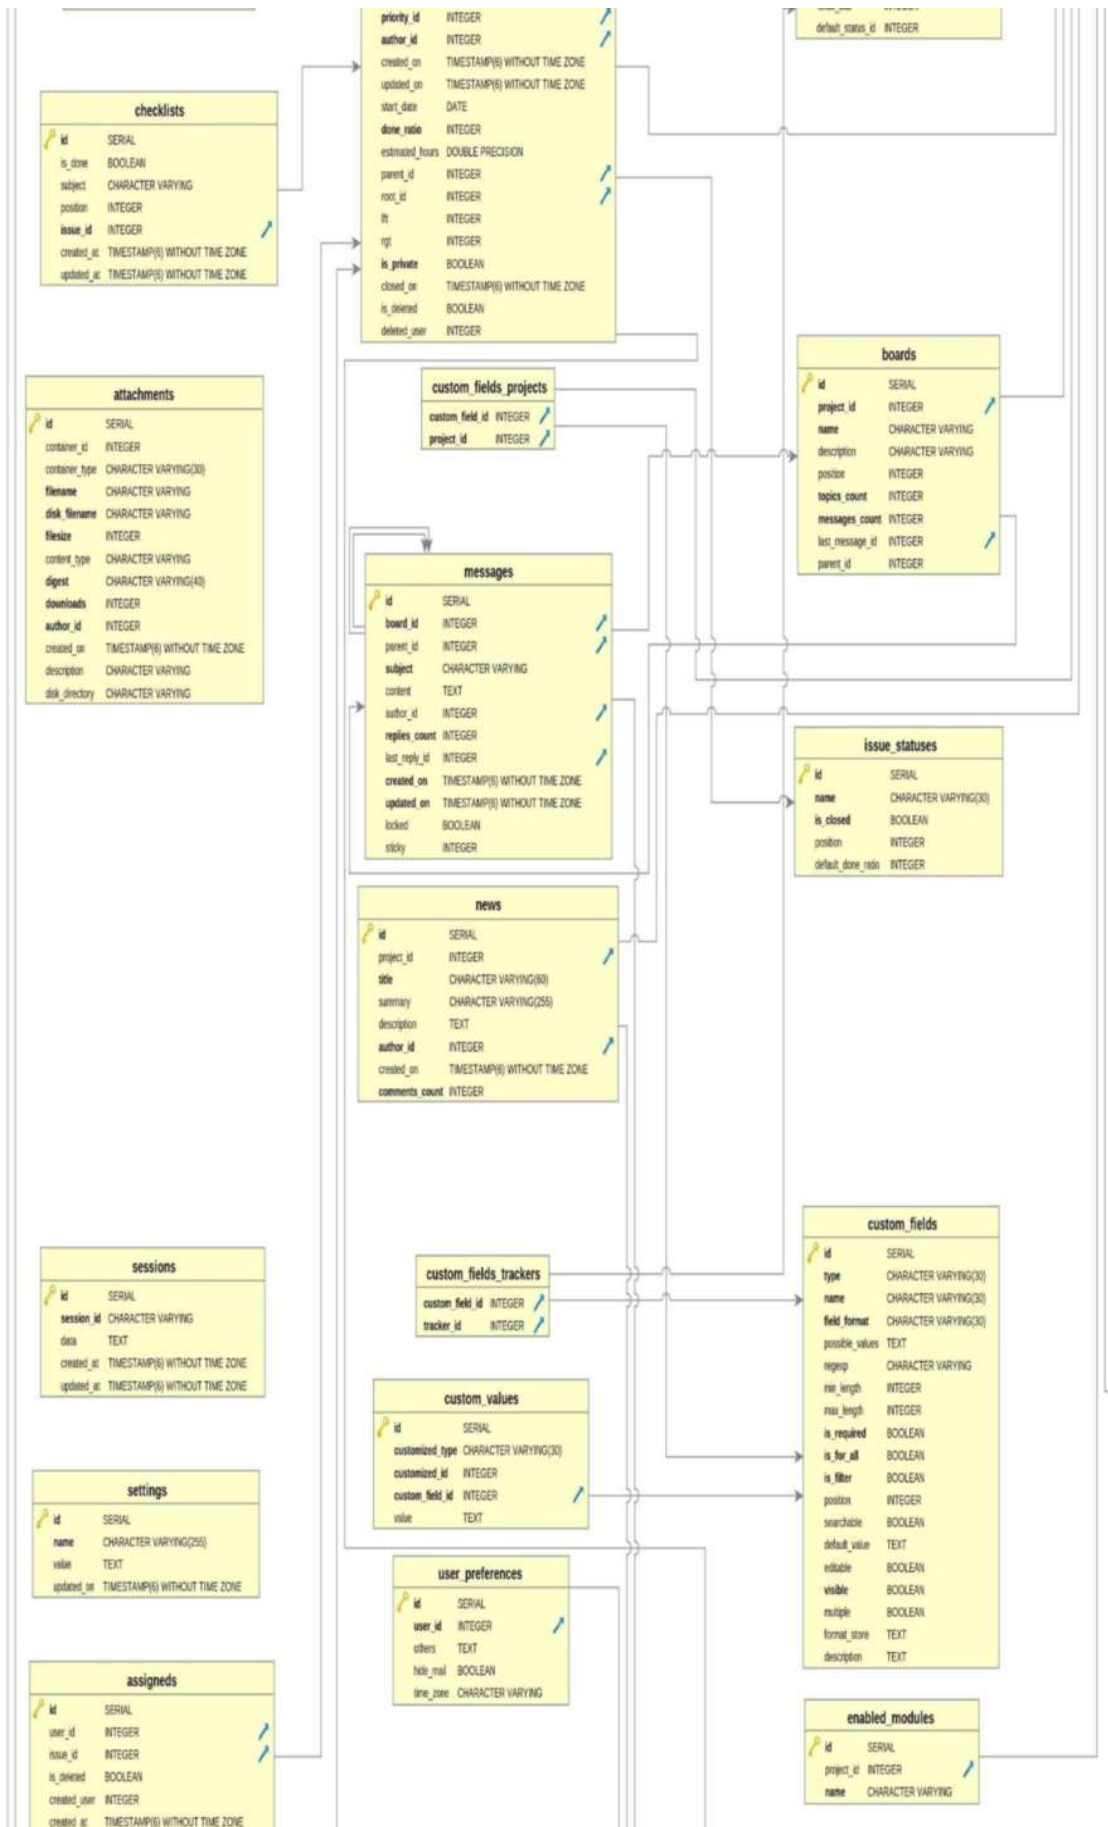 priority_id INTEGER
author_id INTEGER
created_on TIMESTAMP(6) WITHOUT TIME ZONE
updated_on TIMESTAMP(6) WITHOUT TIME ZONE
start_date DATE
done_ratio INTEGER
estimated_hours DOUBLE PRECISION
parent_id INTEGER
root_id INTEGER
lft INTEGER
rgt INTEGER
is_private BOOLEAN
closed_on TIMESTAMP(6) WITHOUT TIME ZONE
is_deleted BOOLEAN
deleted_user INTEGER
default_status_id INTEGER
checklists
id SERIAL
is_done BOOLEAN
subject CHARACTER VARYING
position INTEGER
issue_id INTEGER
created_at TIMESTAMP(6) WITHOUT TIME ZONE
updated_at TIMESTAMP(6) WITHOUT TIME ZONE
boards
id SERIAL
project_id INTEGER
name CHARACTER VARYING
description CHARACTER VARYING
position INTEGER
topics_count INTEGER
messages_count INTEGER
last_message_id INTEGER
parent_id INTEGER
custom_fields_projects
custom_field_id INTEGER
project_id INTEGER
attachments
id SERIAL
container_id INTEGER
container_type CHARACTER VARYING(30)
filename CHARACTER VARYING
disk_filename CHARACTER VARYING
filesize INTEGER
content_type CHARACTER VARYING
digest CHARACTER VARYING(40)
downloads INTEGER
author_id INTEGER
created_on TIMESTAMP(6) WITHOUT TIME ZONE
description CHARACTER VARYING
disk_directory CHARACTER VARYING
messages
id SERIAL
board_id INTEGER
parent_id INTEGER
subject CHARACTER VARYING
content TEXT
author_id INTEGER
replies_count INTEGER
last_reply_id INTEGER
created_on TIMESTAMP(6) WITHOUT TIME ZONE
updated_on TIMESTAMP(6) WITHOUT TIME ZONE
locked BOOLEAN
sticky INTEGER
issue_statuses
id SERIAL
name CHARACTER VARYING(30)
is_closed BOOLEAN
position INTEGER
default_done_ratio INTEGER
news
id SERIAL
project_id INTEGER
title CHARACTER VARYING(60)
summary CHARACTER VARYING(255)
description TEXT
author_id INTEGER
created_on TIMESTAMP(6) WITHOUT TIME ZONE
comments_count INTEGER
custom_fields
id SERIAL
type CHARACTER VARYING(30)
name CHARACTER VARYING(30)
field_format CHARACTER VARYING(30)
possible_values TEXT
regexp CHARACTER VARYING
min_length INTEGER
max_length INTEGER
is_required BOOLEAN
is_for_all BOOLEAN
is_filter BOOLEAN
position INTEGER
searchable BOOLEAN
default_value TEXT
editable BOOLEAN
visible BOOLEAN
multiple BOOLEAN
format_store TEXT
description TEXT
sessions
id SERIAL
session_id CHARACTER VARYING
data TEXT
created_at TIMESTAMP(6) WITHOUT TIME ZONE
updated_at TIMESTAMP(6) WITHOUT TIME ZONE
custom_fields_trackers
custom_field_id INTEGER
tracker_id INTEGER
custom_values
id SERIAL
customized_type CHARACTER VARYING(30)
customized_id INTEGER
custom_field_id INTEGER
value TEXT
settings
id SERIAL
name CHARACTER VARYING(255)
value TEXT
updated_on TIMESTAMP(6) WITHOUT TIME ZONE
user_preferences
id SERIAL
user_id INTEGER
others TEXT
hide_mail BOOLEAN
time_zone CHARACTER VARYING
assigneds
id SERIAL
user_id INTEGER
issue_id INTEGER
is_deleted BOOLEAN
created_user INTEGER
created_at TIMESTAMP(6) WITHOUT TIME ZONE
enabled_modules
id SERIAL
project_id INTEGER
name CHARACTER VARYING